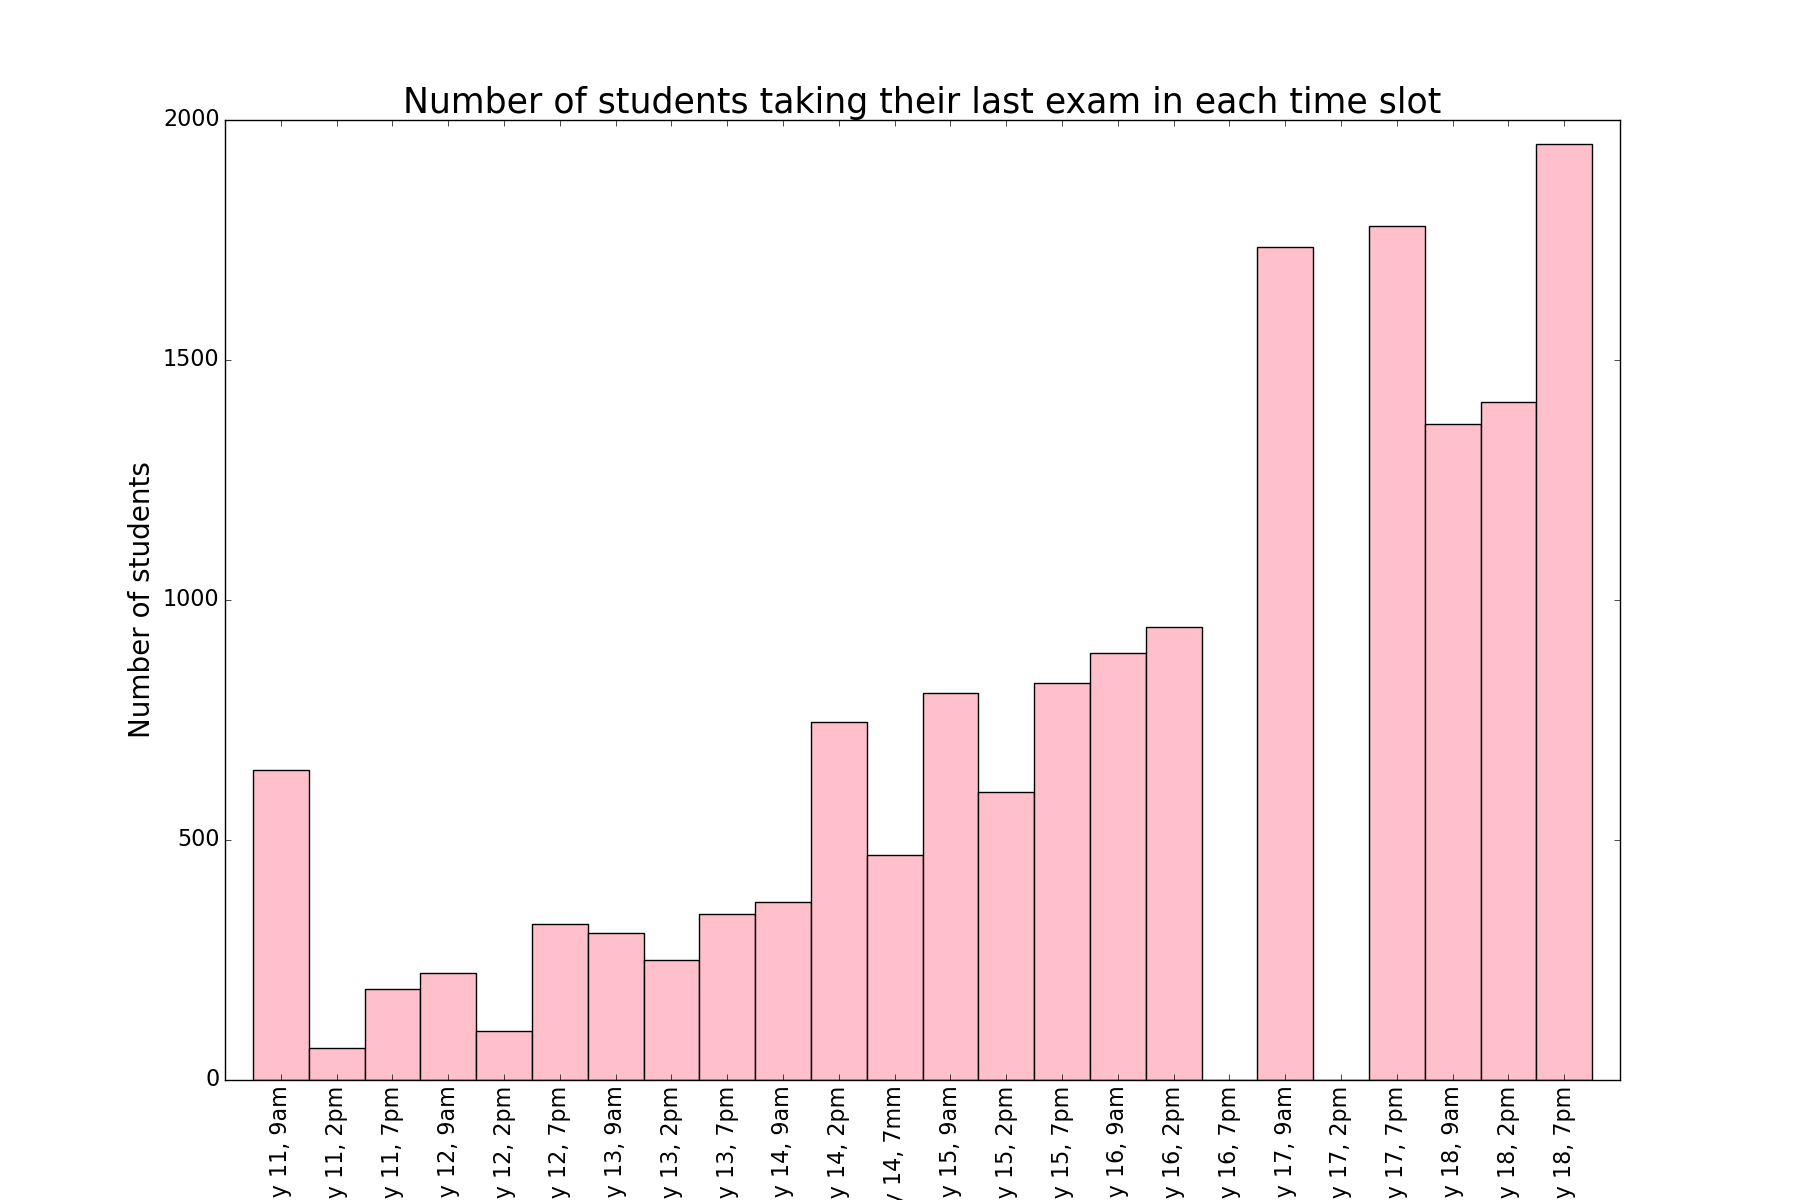 Number of students taking their last exam in each time slot
Number of students
2000
1500
1000
500
0
y 11, 9am
y 11, 2pm
y 11, 7pm
y 12, 9am
y 12, 2pm
y 12, 7pm
y 13, 9am
y 13, 2pm
y 13, 7pm
y 14, 9am
y 14, 2pm
y 14, 7mm
y 15, 9am
y 15, 2pm
y 15, 7pm
y 16, 9am
y 16, 2pm
y 16, 7pm
y 17, 9am
y 17, 2pm
y 17, 7pm
y 18, 9am
y 18, 2pm
y 18, 7pm